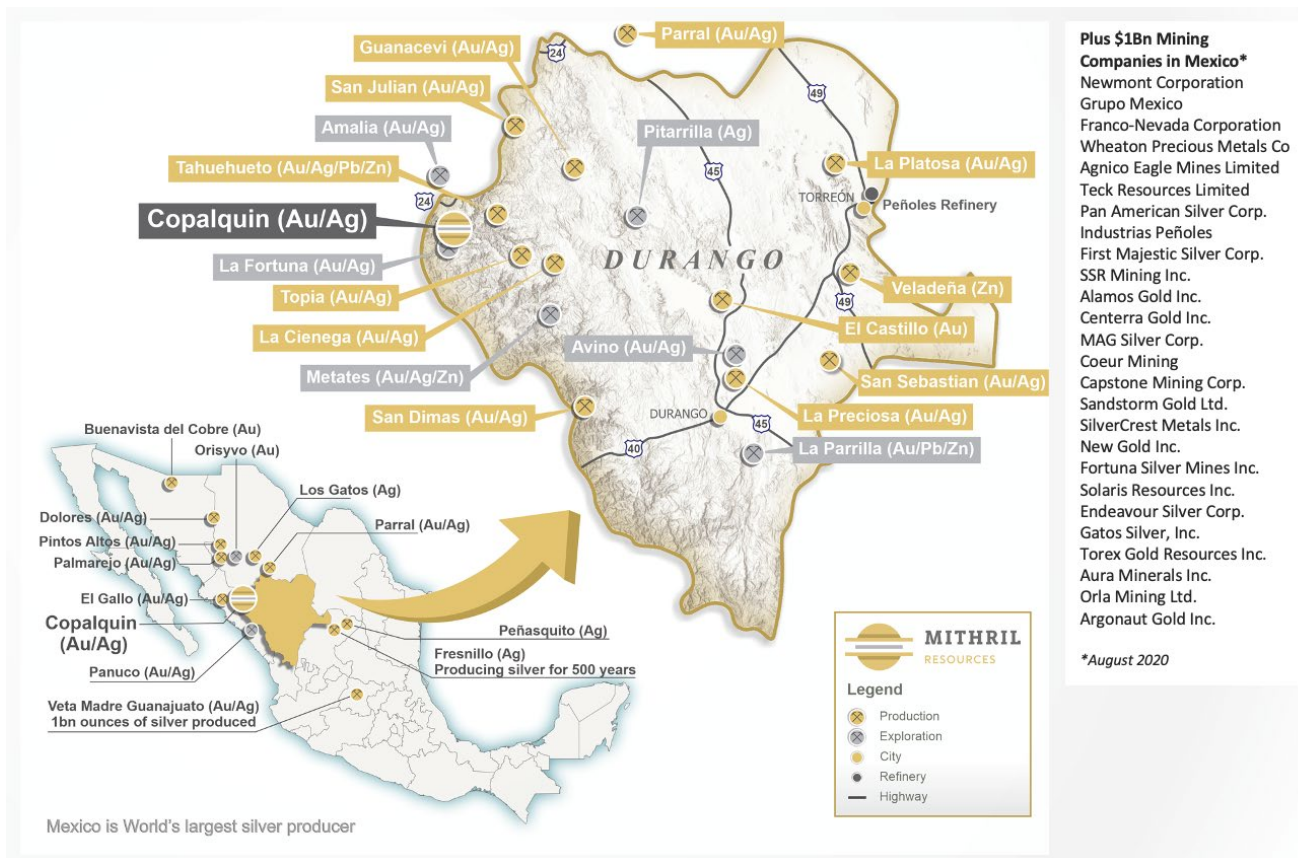 Parral (Au/Ag)
Guanacevi (Au/Ag)
24
San Julian (Au/Ag)
49
Amalia (Au/Ag)
Pitarrilla (Ag)
Tahuehueto (Au/Ag/Pb/Zn)
La Platosa (Au/Ag)
45
24
TORREÓN
Peñoles Refinery
Copalquin (Au/Ag)
La Fortuna (Au/Ag)
DURANGO
Topia (Au/Ag)
Veladeña (Zn)
49
La Cienega (Au/Ag)
El Castillo (Au)
Avino (Au/Ag)
Metates (Au/Ag/Zn)
San Sebastian (Au/Ag)
San Dimas (Au/Ag)
DURANGO
La Preciosa (Au/Ag)
45
40
La Parrilla (Au/Pb/Zn)
Buenavista del Cobre (Au)
Orisyvo (Au)
Los Gatos (Ag)
Dolores (Au/Ag)
Parral (Au/Ag)
Pintos Altos (Au/Ag)
Palmarejo (Au/Ag)
El Gallo (Au/Ag)
Copalquin
(Au/Ag)
Peñasquito (Ag)
Panuco (Au/Ag)
Fresnillo (Ag)
Producing silver for 500 years
Veta Madre Guanajuato (Au/Ag)
1bn ounces of silver produced
Mexico is World's largest silver producer
MITHRIL
RESOURCES
Legend
Production
Exploration
City
Refinery
Highway
Plus $1Bn Mining
Companies in Mexico*
Newmont Corporation
Grupo Mexico
Franco-Nevada Corporation
Wheaton Precious Metals Co
Agnico Eagle Mines Limited
Teck Resources Limited
Pan American Silver Corp.
Industrias Peñoles
First Majestic Silver Corp.
SSR Mining Inc.
Alamos Gold Inc.
Centerra Gold Inc.
MAG Silver Corp.
Coeur Mining
Capstone Mining Corp.
Sandstorm Gold Ltd.
SilverCrest Metals Inc.
New Gold Inc.
Fortuna Silver Mines Inc.
Solaris Resources Inc.
Endeavour Silver Corp.
Gatos Silver, Inc.
Torex Gold Resources Inc.
Aura Minerals Inc.
Orla Mining Ltd.
Argonaut Gold Inc.
*August 2020